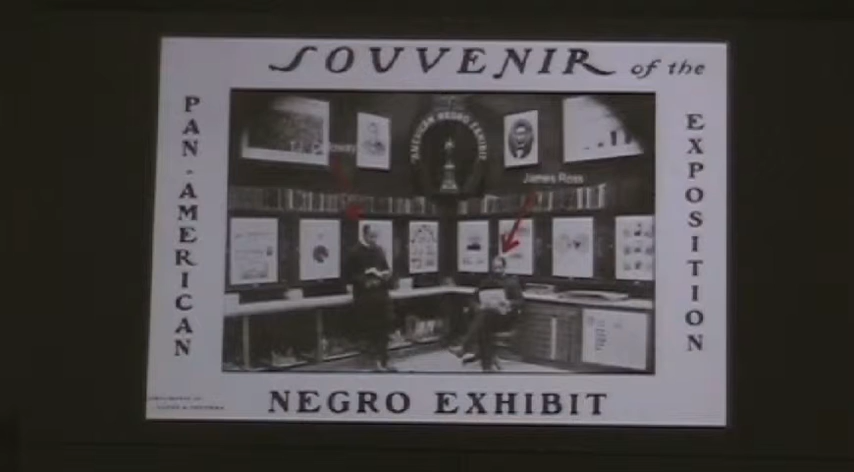 SOUVENIR of the
PAN-AMERICAN
AMERICAN NEGRO EXHIBIT
James Ross
EXPOSITION
NEGRO EXHIBIT